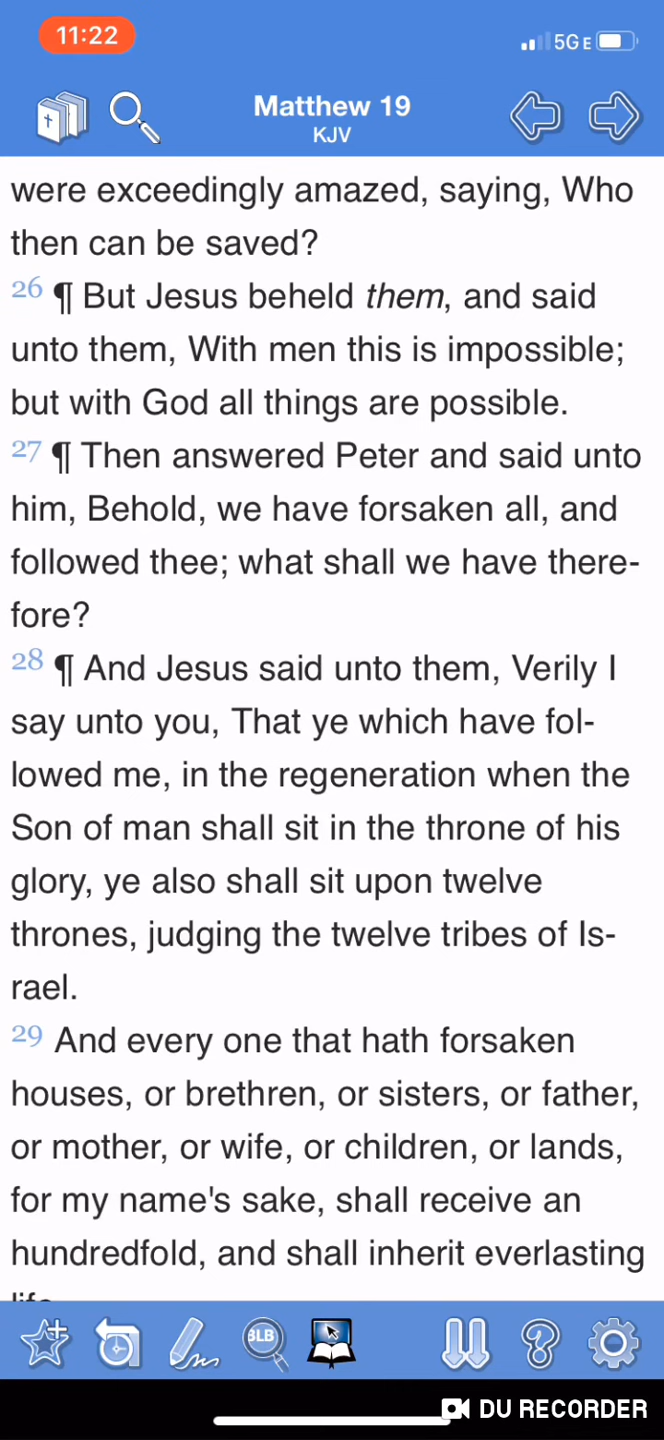 11:22
5G E
Matthew 19
KJV
were exceedingly amazed, saying, Who
then can be saved?
26 ¶ But Jesus beheld them, and said
unto them, With men this is impossible;
but with God all things are possible.
27 ¶ Then answered Peter and said unto
him, Behold, we have forsaken all, and
followed thee; what shall we have there-
fore?
28 ¶ And Jesus said unto them, Verily I
say unto you, That ye which have fol-
lowed me, in the regeneration when the
Son of man shall sit in the throne of his
glory, ye also shall sit upon twelve
thrones, judging the twelve tribes of Is-
rael.
29 And every one that hath forsaken
houses, or brethren, or sisters, or father,
or mother, or wife, or children, or lands,
for my name's sake, shall receive an
hundredfold, and shall inherit everlasting
BLB
DU RECORDER